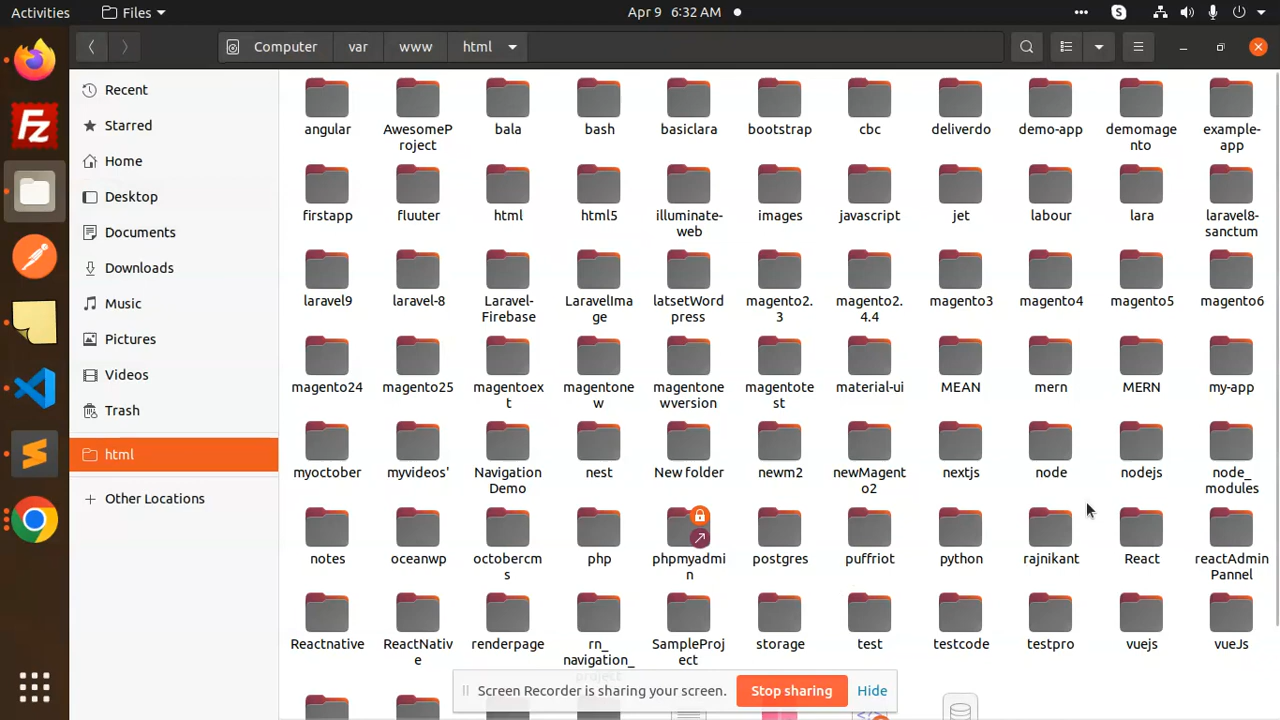 Activities
Files
Apr 9 6:32 AM
Computer
var
www
html
Recent
Starred
Home
Desktop
Documents
Downloads
Music
Pictures
Videos
Trash
html
Other Locations
angular
AwesomeP
roject
bala
bash
basiclara
bootstrap
cbc
deliverdo
demo-app
demomage
nto
example-
app
firstapp
fluuter
html
html5
illuminate-
web
images
javascript
jet
labour
lara
laravel8-
sanctum
laravel9
laravel-8
Laravel-
Firebase
LaravelIma
ge
latsetWord
press
magento2.
3
magento2.
4.4
magento3
magento4
magento5
magento6
magento24
magento25
magentoex
t
magentone
w
magentone
wversion
magentote
st
material-ui
MEAN
mern
MERN
my-app
myoctober
myvideos'
Navigation
Demo
nest
New folder
newm2
newMagent
o2
nextjs
node
nodejs
node_
modules
notes
oceanwp
octobercm
s
php
phpmyadmi
n
postgres
puffriot
python
rajnikant
React
reactAdmin
Pannel
Reactnative
ReactNativ
e
renderpage
rn_
navigation_
project
SampleProj
ect
storage
test
testcode
testpro
vuejs
vueJs
Screen Recorder is sharing your screen.
Stop sharing
Hide